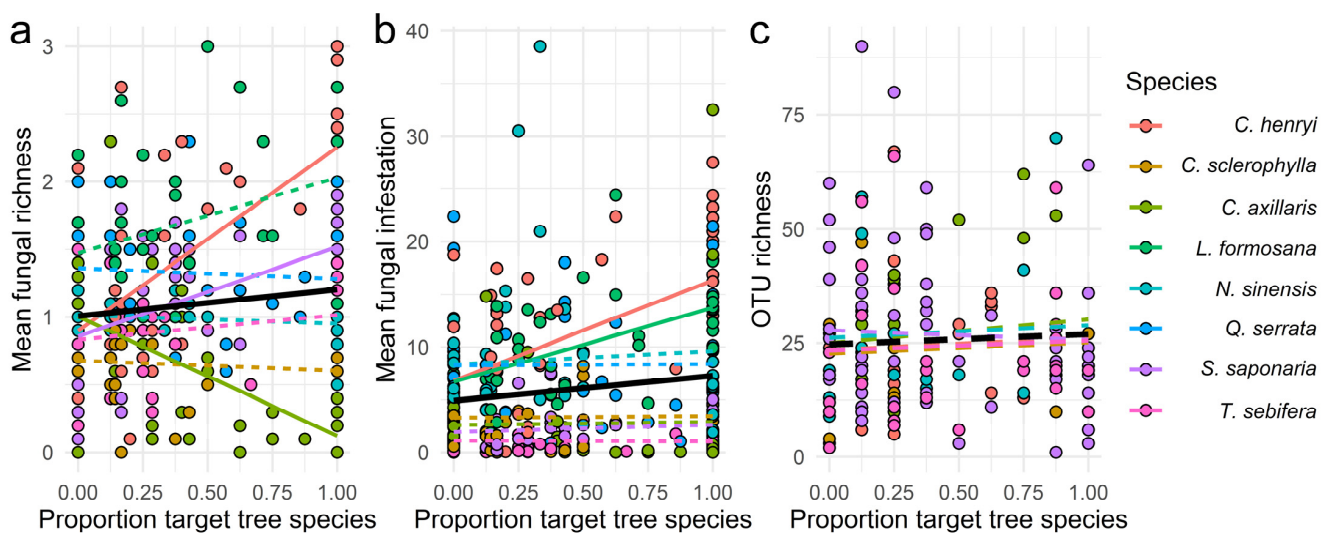 a
Mean fungal richness
3
2
1
0
0.00 0.25 0.50 0.75 1.00
Proportion target tree species
b
Mean fungal infestation
40
30
20
10
0
0.00 0.25 0.50 0.75 1.00
Proportion target tree species
c
OTU richness
75
50
25
0
0.00 0.25 0.50 0.75 1.00
Proportion target tree species
Species
C. henryi
C. sclerophylla
C. axillaris
L. formosana
N. sinensis
Q. serrata
S. saponaria
T. sebifera